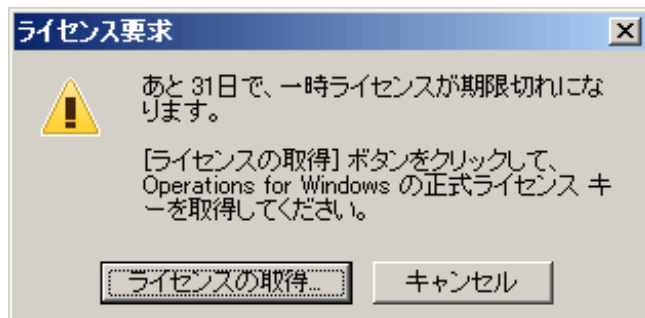 ライセンス要求
あと 31日で、一時ライセンスが期限切れにな
ります。
[ライセンスの取得] ボタンをクリックして、
Operations for Windows の正式ライセンス キ
ーを取得してください。
ライセンスの取得...
キャンセル